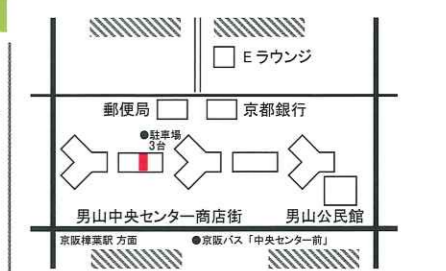 Eラウンジ
郵便局
京都銀行
●駐車場
3台
男山中央センター商店街
男山公民館
京阪樟葉駅 方面
●京阪バス「中央センター前」